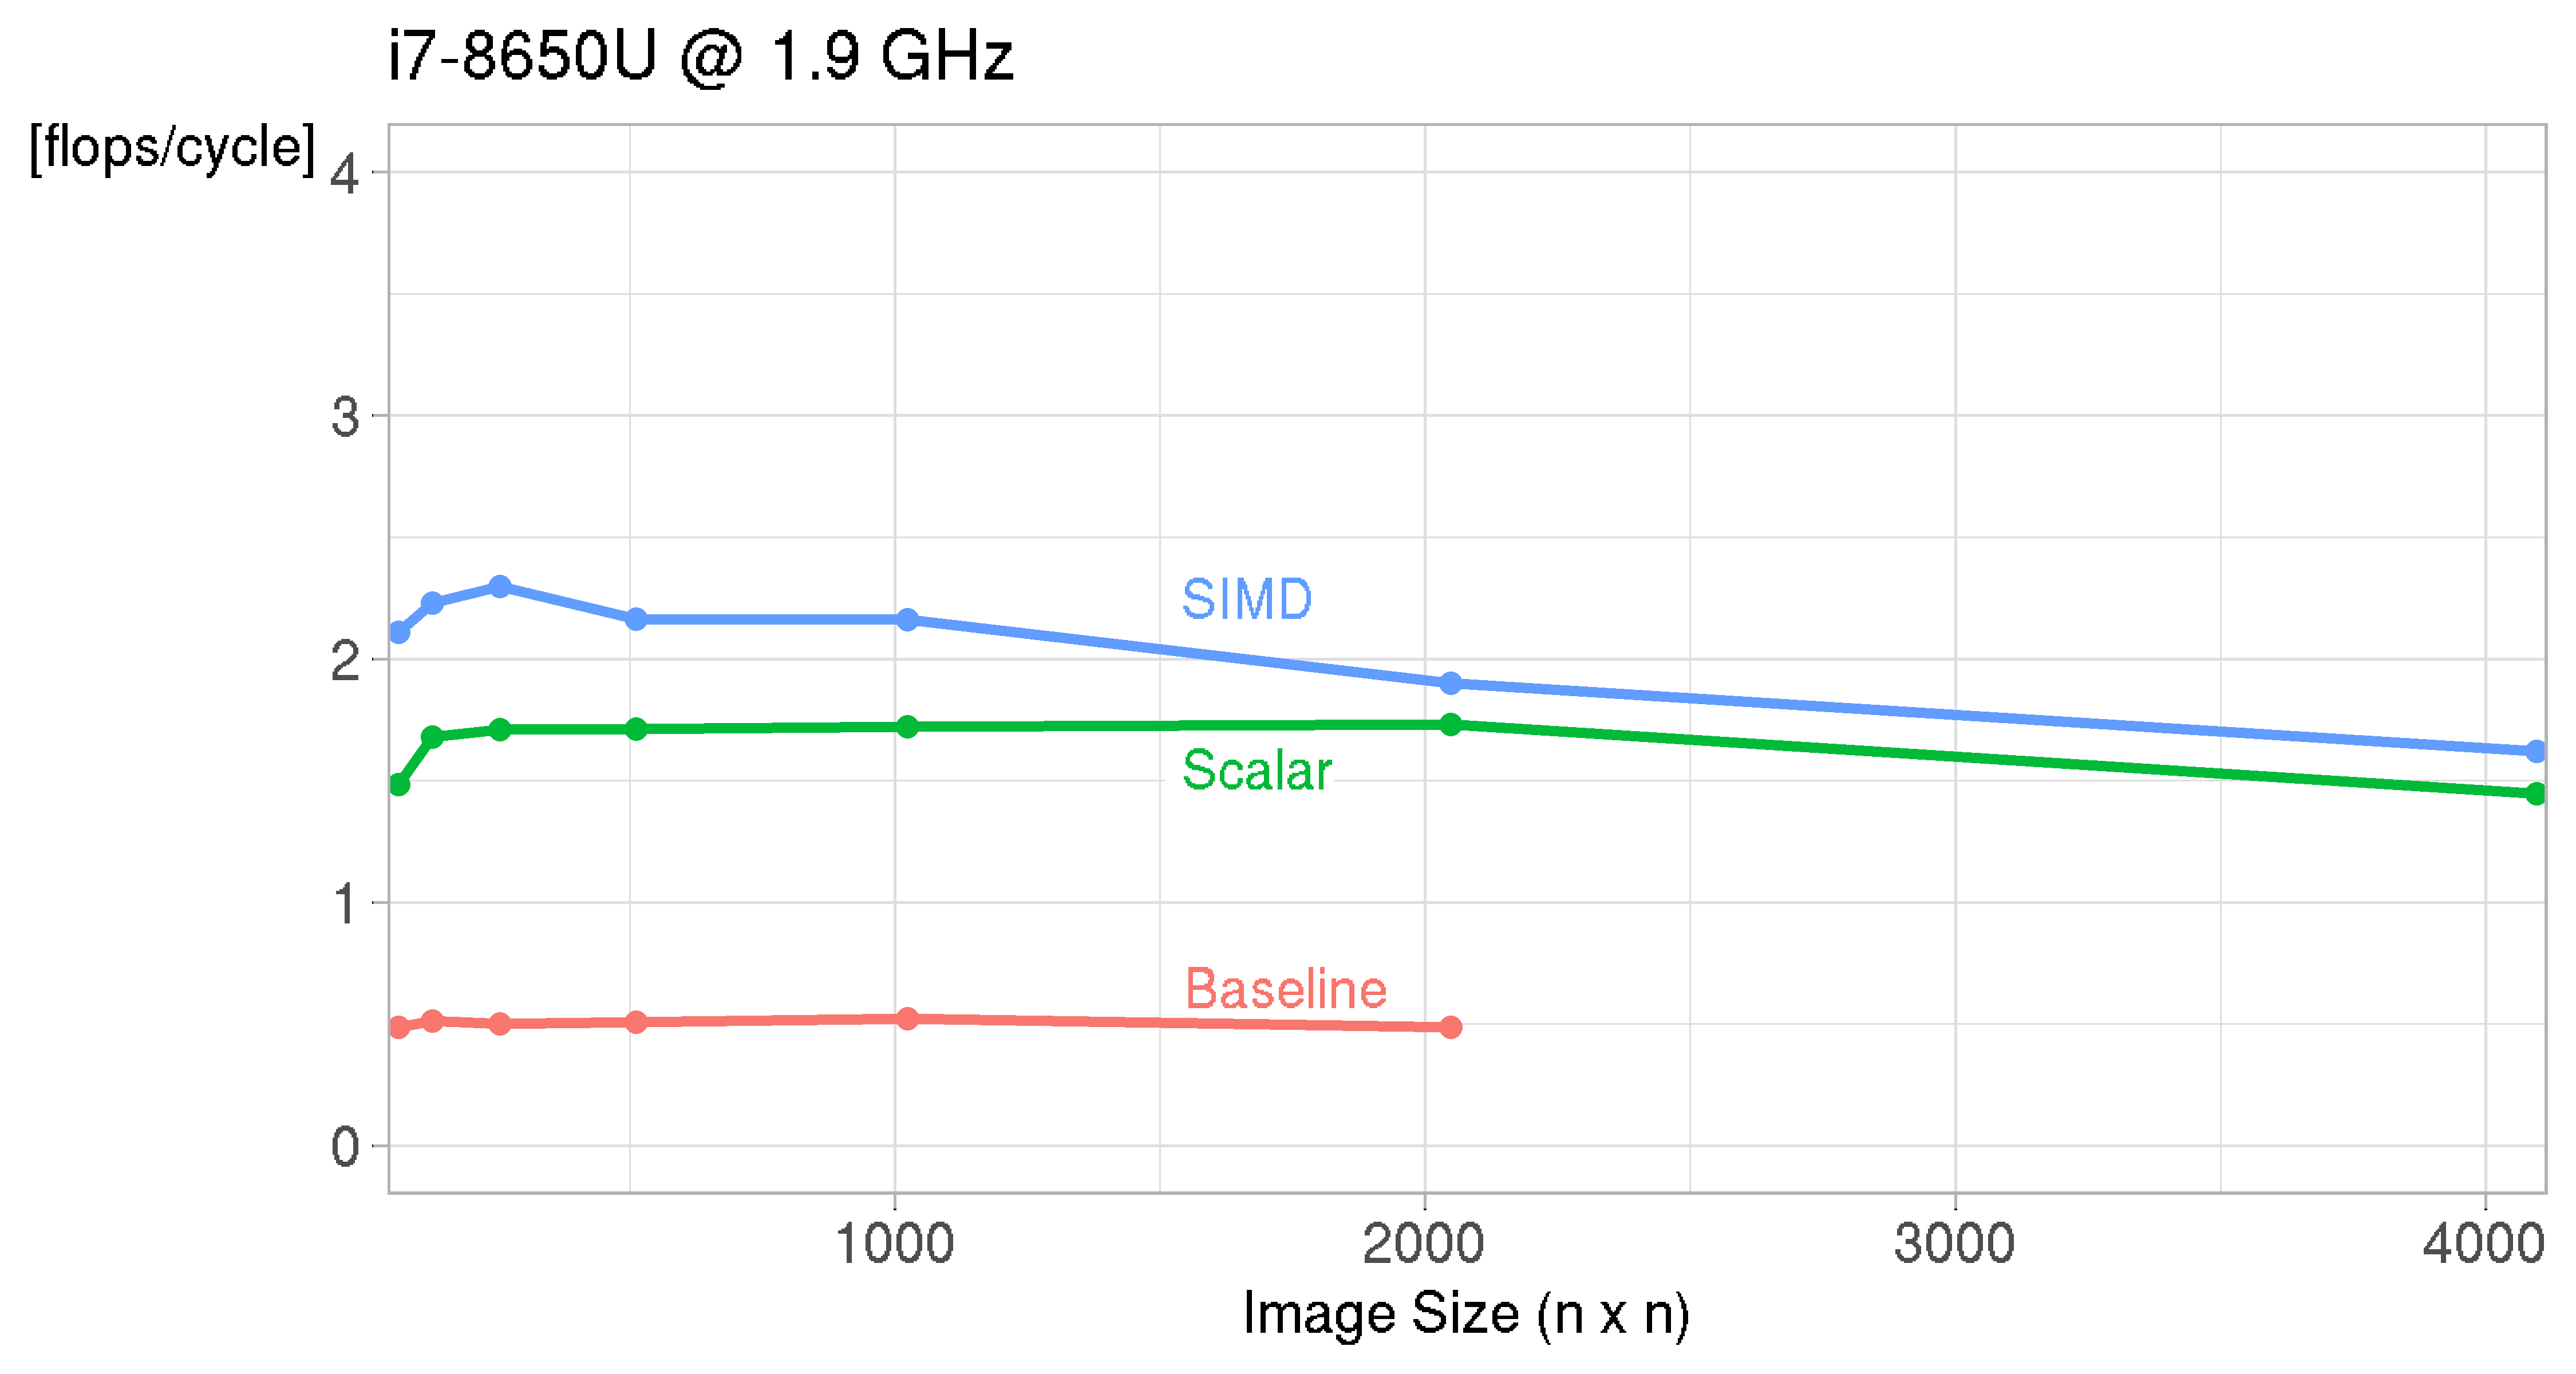 i7-8650U @ 1.9 GHz
[flops/cycle]
4
3
2
1
0
SIMD
Scalar
Baseline
1000 2000 3000 4000
Image Size (n x n)